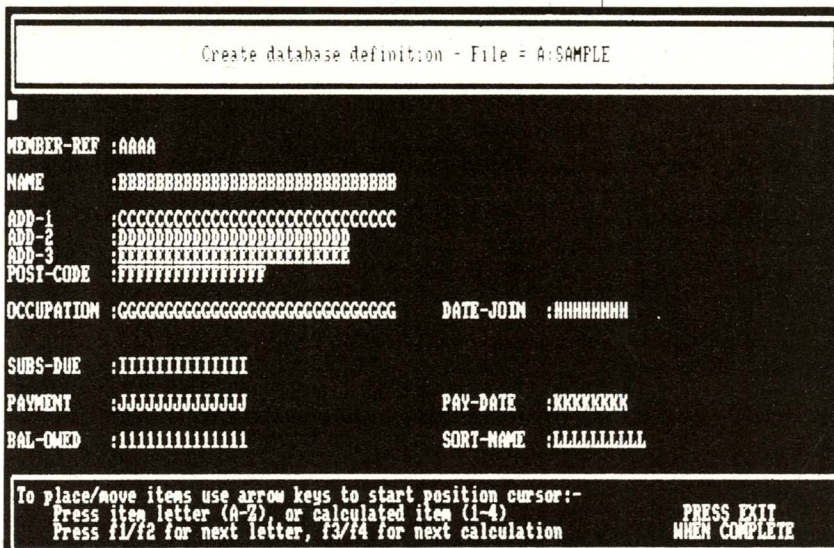 Create database definition - File = A:SAMPLE
MEMBER-REF :AAAA
NAME :BBBBBBBBBBBBBBBBBBBBBBBBBBBBBB
ADD-1 :CCCCCCCCCCCCCCCCCCCCCCCCCCCCCC
ADD-2 :DDDDDDDDDDDDDDDDDDDDDDDDD
ADD-3 :EEEEEEEEEEEEEEEEEEEEEEEEE
POST-CODE :FFFFFFFFFFFFFFFF
OCCUPATION :GGGGGGGGGGGGGGGGGGGGGGGGGGGGGG DATE-JOIN :HHHHHHHH
SUBS-DUE :IIIIIIIIIIIIII
PAYMENT :JJJJJJJJJJJJJJ PAY-DATE :KKKKKKKK
BAL-OWED :11111111111111 SORT-NAME :LLLLLLLLLL
To place/move items use arrow keys to start position cursor:-
Press item letter (A-Z), or calculated item (1-4) PRESS EXIT
Press f1/f2 for next letter, f3/f4 for next calculation WHEN COMPLETE